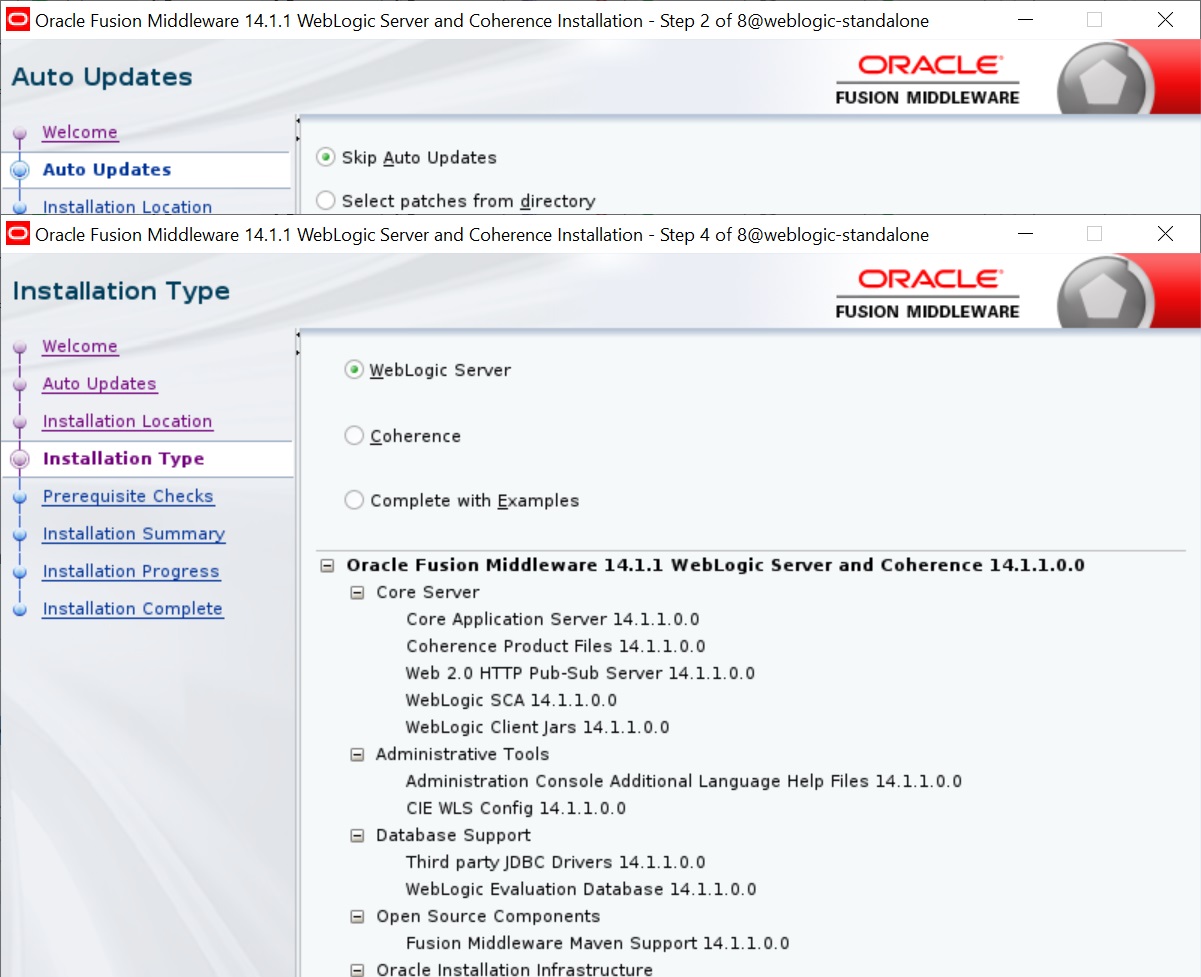 Oracle Fusion Middleware 14.1.1 WebLogic Server and Coherence Installation - Step 2 of 8@weblogic-standalone
Auto Updates
ORACLE
FUSION MIDDLEWARE
Welcome
Auto Updates
Installation Location
Skip Auto Updates
Select patches from directory
Oracle Fusion Middleware 14.1.1 WebLogic Server and Coherence Installation - Step 4 of 8@weblogic-standalone
Installation Type
ORACLE
FUSION MIDDLEWARE
Welcome
Auto Updates
Installation Location
Installation Type
Prerequisite Checks
Installation Summary
Installation Progress
Installation Complete
WebLogic Server
Coherence
Complete with Examples
Oracle Fusion Middleware 14.1.1 WebLogic Server and Coherence 14.1.1.0.0
Core Server
Core Application Server 14.1.1.0.0
Coherence Product Files 14.1.1.0.0
Web 2.0 HTTP Pub-Sub Server 14.1.1.0.0
WebLogic SCA 14.1.1.0.0
WebLogic Client Jars 14.1.1.0.0
Administrative Tools
Administration Console Additional Language Help Files 14.1.1.0.0
CIE WLS Config 14.1.1.0.0
Database Support
Third party JDBC Drivers 14.1.1.0.0
WebLogic Evaluation Database 14.1.1.0.0
Open Source Components
Fusion Middleware Maven Support 14.1.1.0.0
Oracle Installation Infrastructure